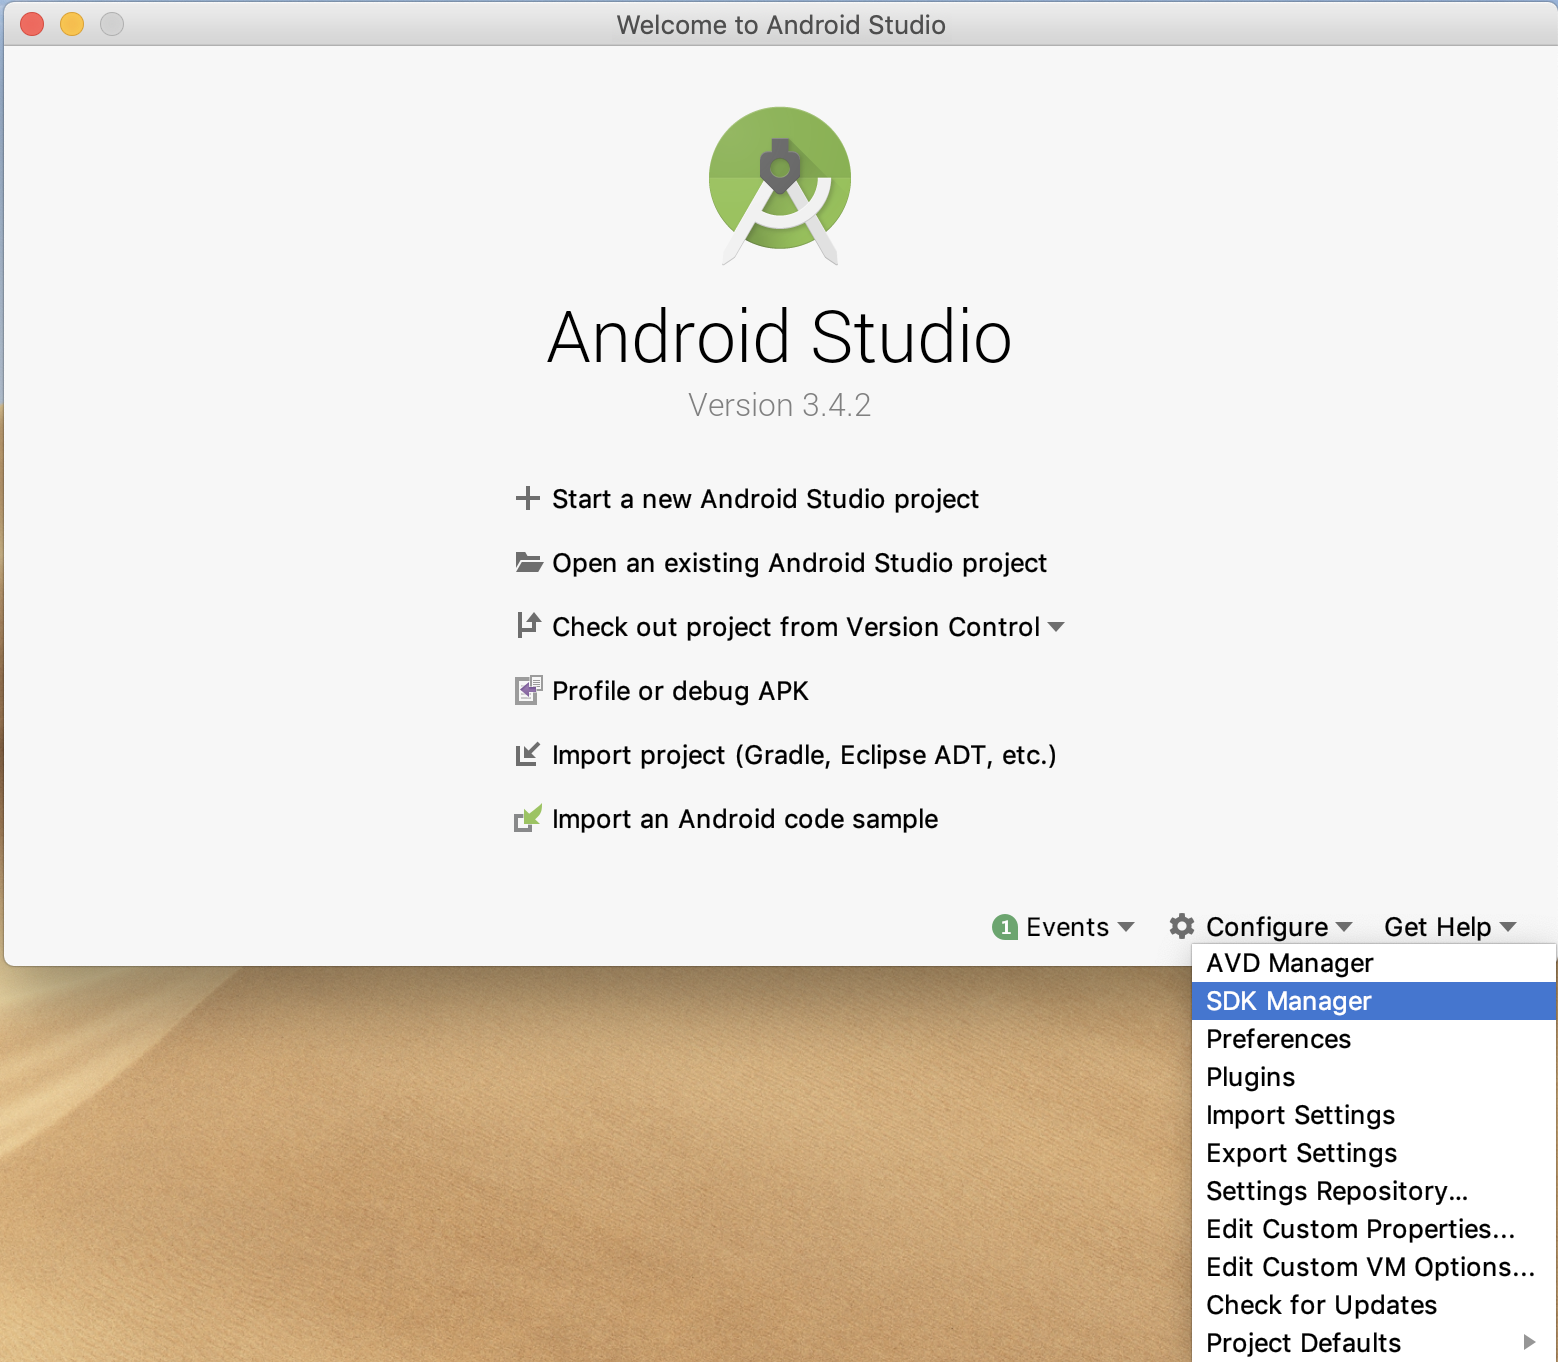 Welcome to Android Studio
Android Studio
Version 3.4.2
Start a new Android Studio project
Open an existing Android Studio project
Check out project from Version Control
Profile or debug APK
Import project (Gradle, Eclipse ADT, etc.)
Import an Android code sample
1 Events Configure Get Help
AVD Manager
SDK Manager
Preferences
Plugins
Import Settings
Export Settings
Settings Repository...
Edit Custom Properties...
Edit Custom VM Options...
Check for Updates
Project Defaults